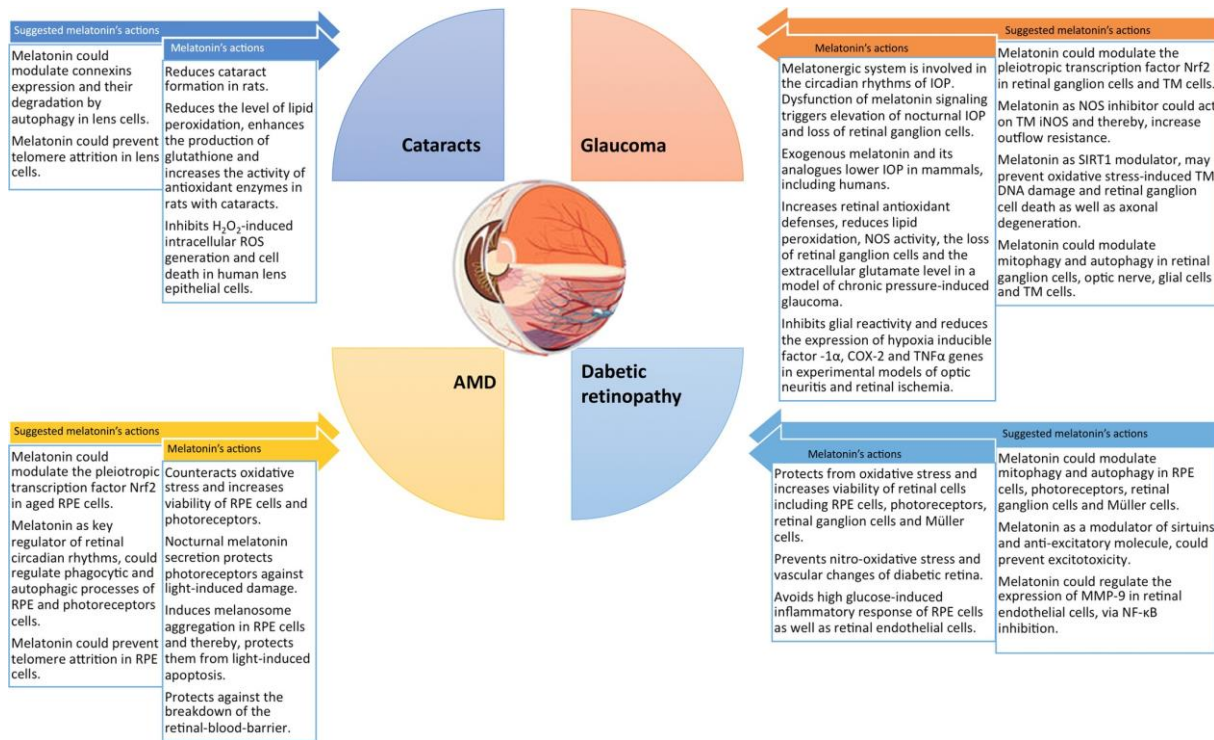 Suggested melatonin's actions
Melatonin could
modulate connexins
expression and their
degradation by
autophagy in lens cells.
Melatonin could prevent
telomere attrition in lens
cells.
Melatonin's actions
Reduces cataract
formation in rats.
Reduces the level of lipid
peroxidation, enhances
the production of
glutathione and
increases the activity of
antioxidant enzymes in
rats with cataracts.
Inhibits H₂O₂-induced
intracellular ROS
generation and cell
death in human lens
epithelial cells.
Cataracts
Glaucoma
Melatonin's actions
Melatonergic system is involved in
the circadian rhythms of IOP.
Dysfunction of melatonin signaling
triggers elevation of nocturnal IOP
and loss of retinal ganglion cells.
Exogenous melatonin and its
analogues lower IOP in mammals,
including humans.
Increases retinal antioxidant
defenses, reduces lipid
peroxidation, NOS activity, the loss
of retinal ganglion cells and the
extracellular glutamate level in a
model of chronic pressure-induced
glaucoma.
Inhibits glial reactivity and reduces
the expression of hypoxia inducible
factor -1α, COX-2 and TNFα genes
in experimental models of optic
neuritis and retinal ischemia.
Suggested melatonin's actions
Melatonin could modulate the
pleiotropic transcription factor Nrf2
in retinal ganglion cells and TM cells.
Melatonin as NOS inhibitor could act
on TM iNOS and thereby, increase
outflow resistance.
Melatonin as SIRT1 modulator, may
prevent oxidative stress-induced TM
DNA damage and retinal ganglion
cell death as well as axonal
degeneration.
Melatonin could modulate
mitophagy and autophagy in retinal
ganglion cells, optic nerve, glial cells
and TM cells.
AMD
Dabetic
retinopathy
Suggested melatonin's actions
Melatonin could
modulate the pleiotropic
transcription factor Nrf2
in aged RPE cells.
Melatonin as key
regulator of retinal
circadian rhythms, could
regulate phagocytic and
autophagic processes of
RPE and photoreceptors
cells.
Melatonin could prevent
telomere attrition in RPE
cells.
Melatonin's actions
Counteracts oxidative
stress and increases
viability of RPE cells and
photoreceptors.
Nocturnal melatonin
secretion protects
photoreceptors against
light-induced damage.
Induces melanosome
aggregation in RPE cells
and thereby, protects
them from light-induced
apoptosis.
Protects against the
breakdown of the
retinal-blood-barrier.
Melatonin's actions
Protects from oxidative stress and
increases viability of retinal cells
including RPE cells, photoreceptors,
retinal ganglion cells and Müller
cells.
Prevents nitro-oxidative stress and
vascular changes of diabetic retina.
Avoids high glucose-induced
inflammatory response of RPE cells
as well as retinal endothelial cells.
Suggested melatonin's actions
Melatonin could modulate
mitophagy and autophagy in RPE
cells, photoreceptors, retinal
ganglion cells and Müller cells.
Melatonin as a modulator of sirtuins
and anti-excitatory molecule, could
prevent excitotoxicity.
Melatonin could regulate the
expression of MMP-9 in retinal
endothelial cells, via NF-κB
inhibition.